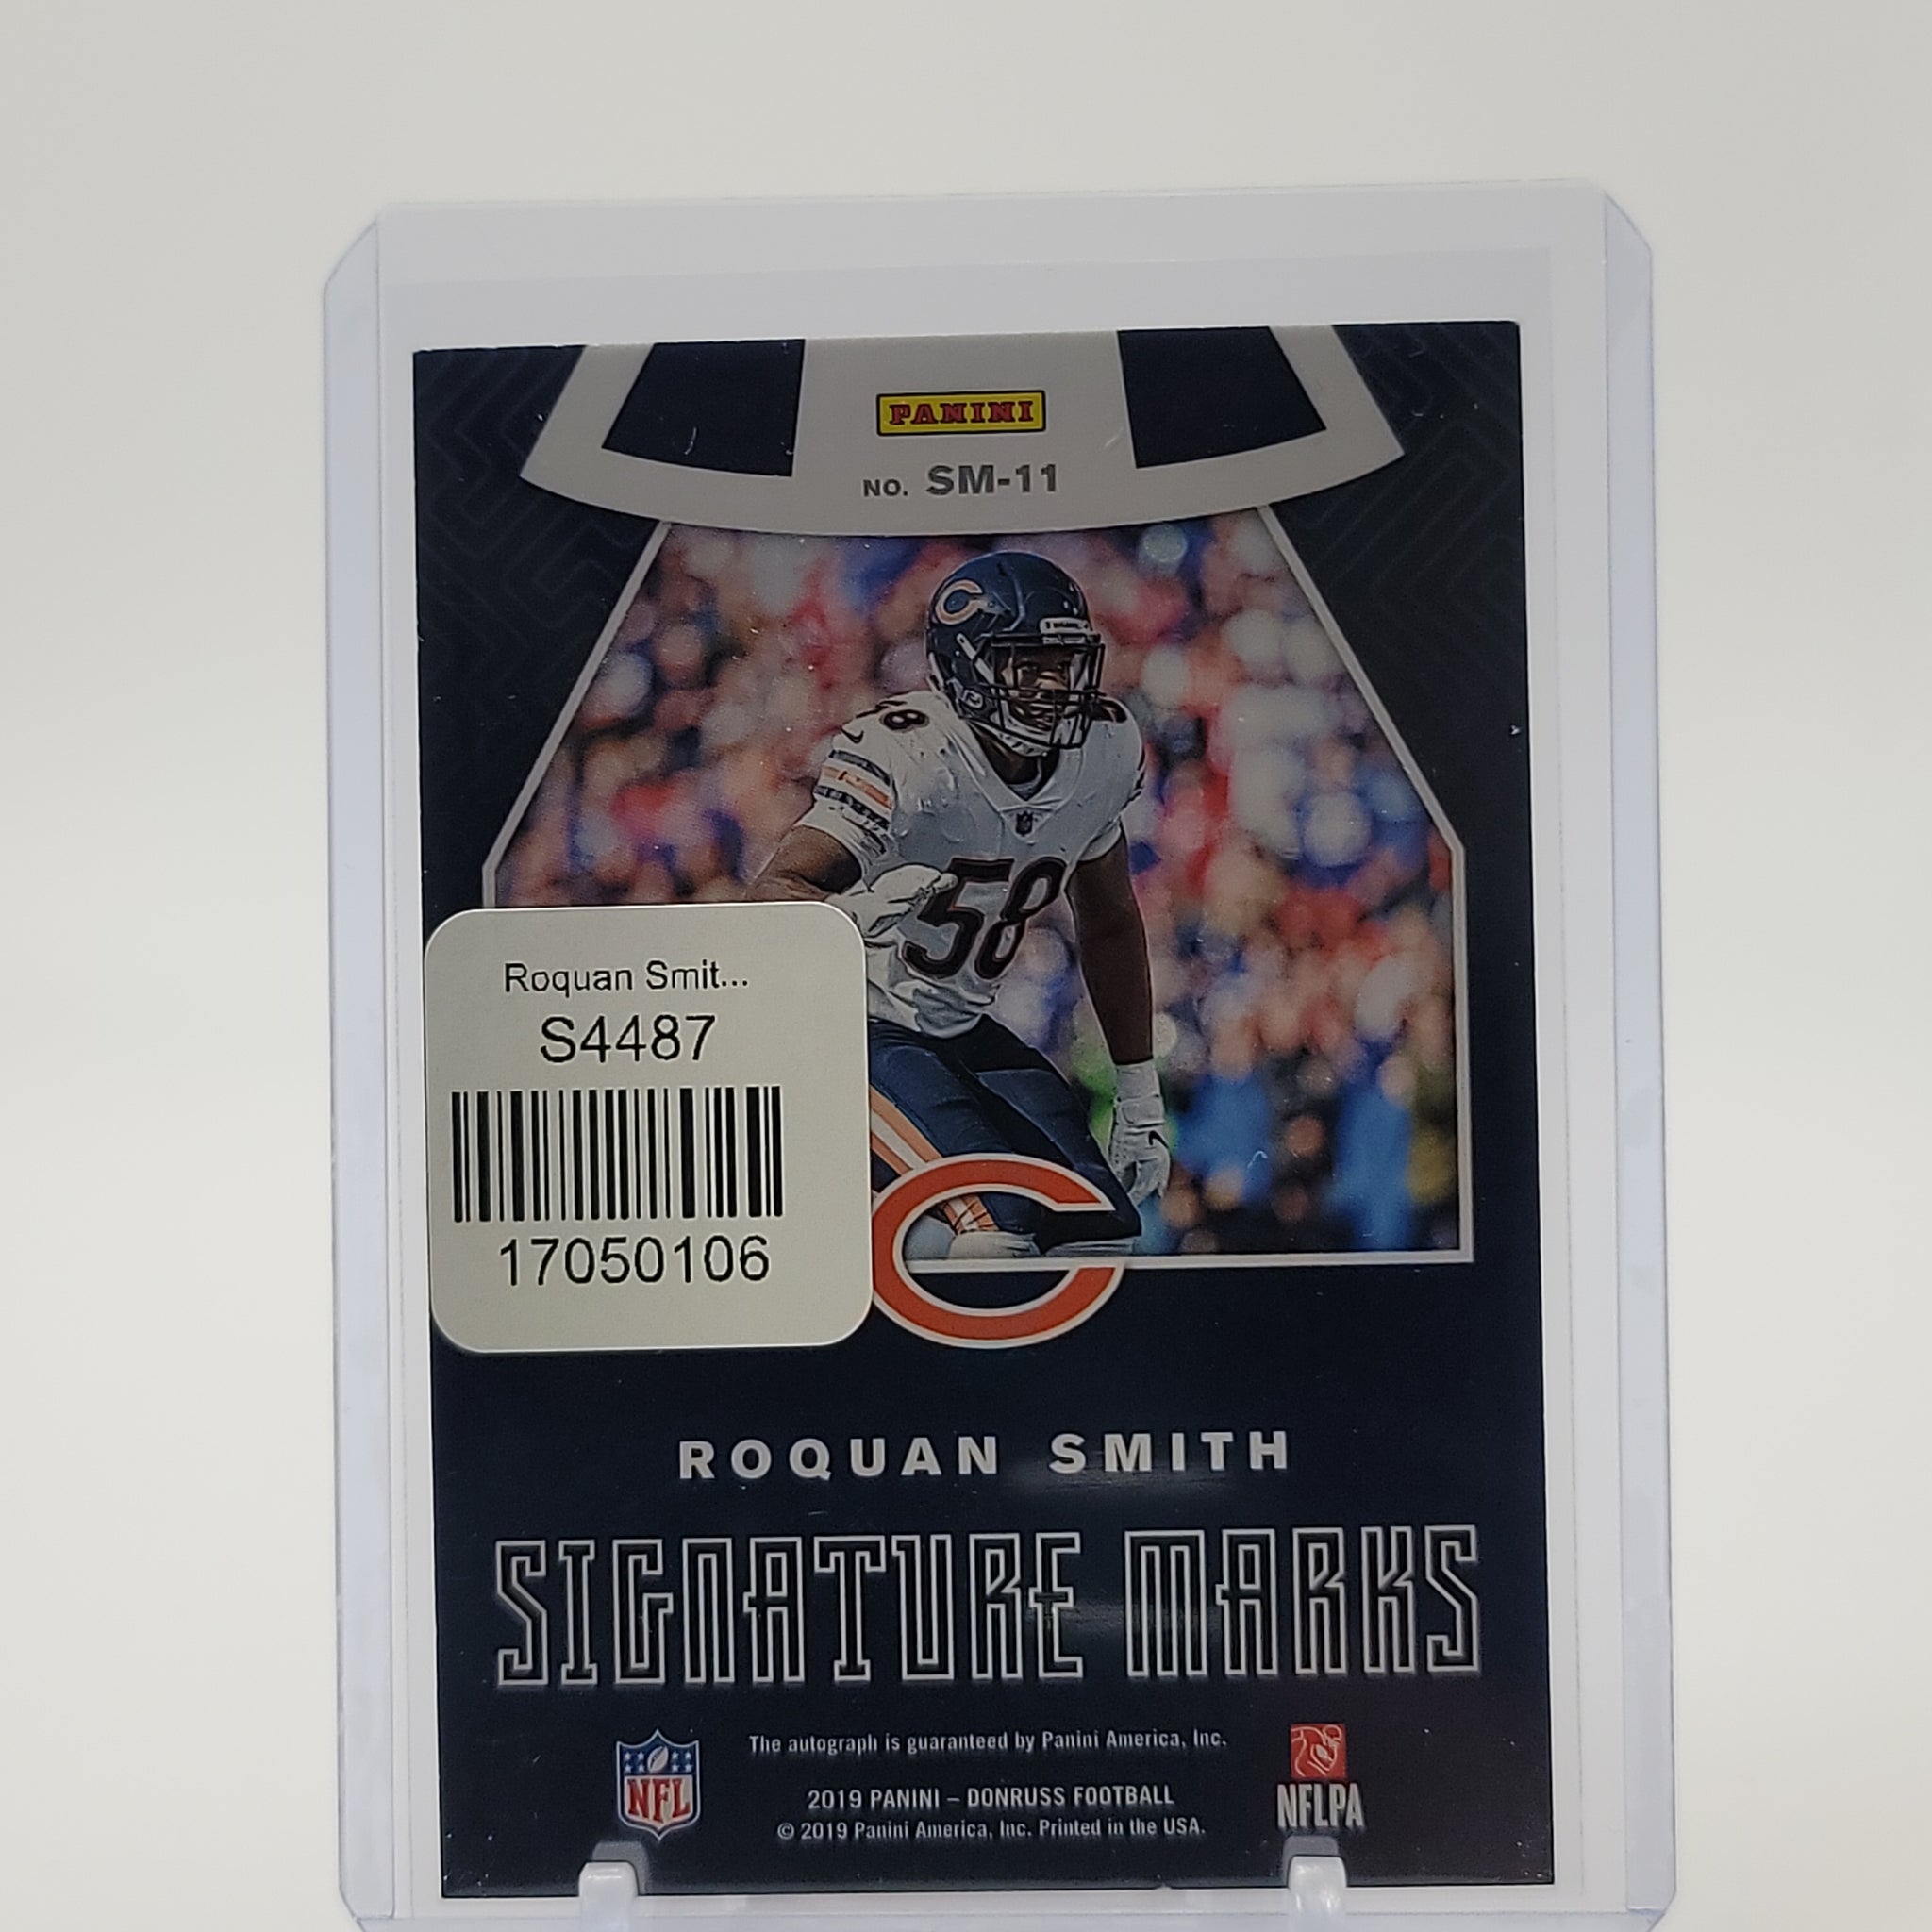 PANINI
NO. SM-11
58
58
Roquan Smit...
S4487
17050106
ROQUAN SMITH
SIGNATURE MARKS
The autograph is guaranteed by Panini America, Inc.
NFL
2019 PANINI – DONRUSS FOOTBALL
© 2019 Panini America, Inc. Printed in the USA.
NFLPA